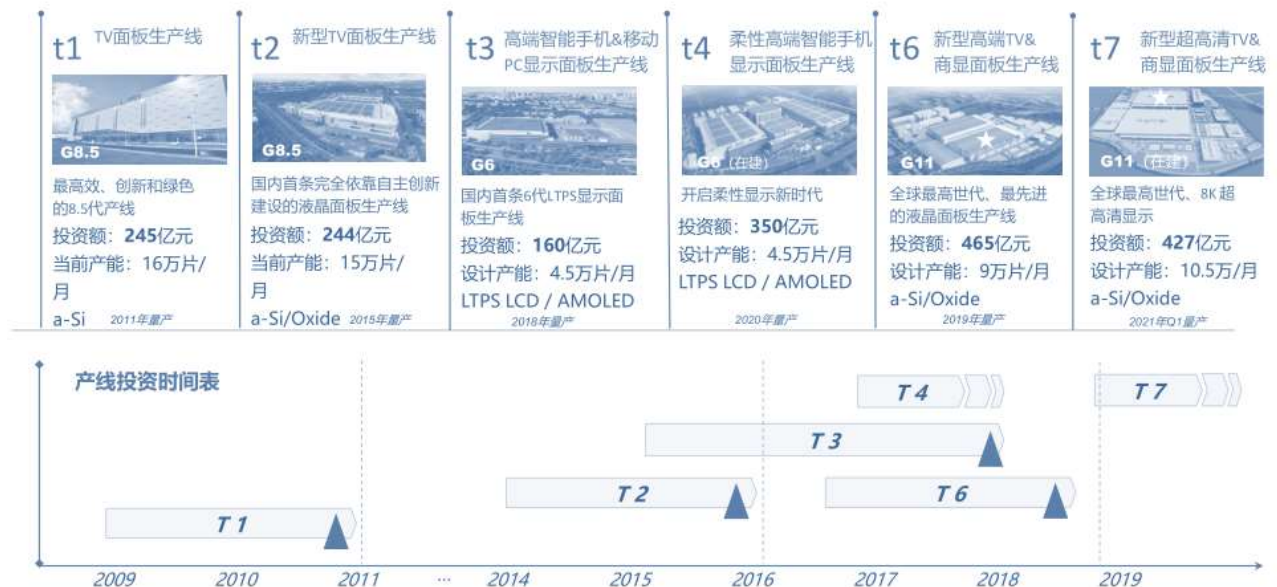 t1
TV面板生产线
G8.5
最高效、创新和绿色
的8.5代产线
投资额：245亿元
当前产能：16万片/
月
a-Si 2011年量产
t2
新型TV面板生产线
G8.5
国内首条完全依靠自主创新
建设的液晶面板生产线
投资额：244亿元
当前产能：15万片/
月
a-Si/Oxide 2015年量产
t3
高端智能手机&移动
PC显示面板生产线
G6
国内首条6代LTPS显示面
板生产线
投资额：160亿元
设计产能：4.5万片/月
LTPS LCD / AMOLED
2018年量产
t4
柔性高端智能手机
显示面板生产线
G6（在建）
开启柔性显示新时代
投资额：350亿元
设计产能：4.5万片/月
LTPS LCD / AMOLED
2020年量产
t6
新型高端TV&
商显面板生产线
G11
全球最高世代、最先进
的液晶面板生产线
投资额：465亿元
设计产能：9万片/月
a-Si/Oxide
2019年量产
t7
新型超高清TV&
商显面板生产线
G11（在建）
全球最高世代、8K超
高清显示
投资额：427亿元
设计产能：10.5万/月
a-Si/Oxide
2021年Q1量产
产线投资时间表
T 4
T 7
T 3
T 2
T 6
T 1
2009 2010 2011 ... 2014 2015 2016 2017 2018 2019